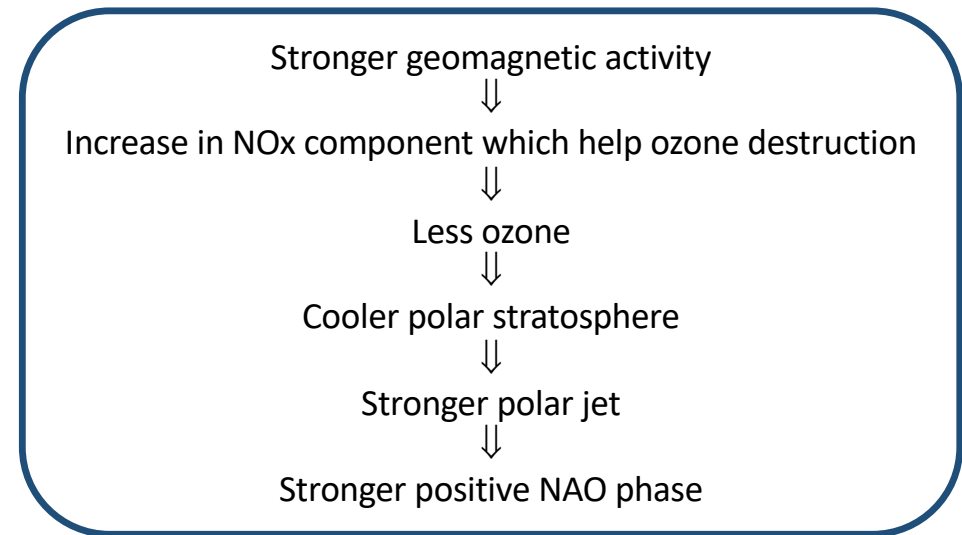 Stronger geomagnetic activity
⇓
Increase in NOx component which help ozone destruction
⇓
Less ozone
⇓
Cooler polar stratosphere
⇓
Stronger polar jet
⇓
Stronger positive NAO phase